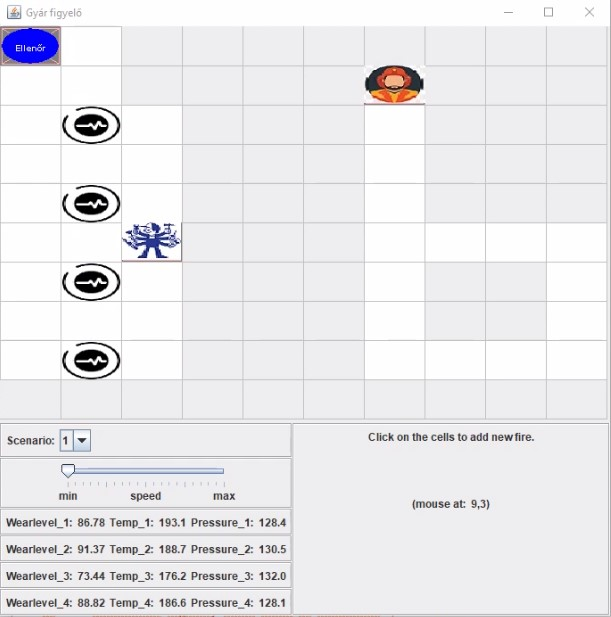 Gyár figyelő
Ellenőr
Scenario: 1
min speed max
Wearlevel_1: 86.78 Temp_1: 193.1 Pressure_1: 128.4
Wearlevel_2: 91.37 Temp_2: 188.7 Pressure_2: 130.5
Wearlevel_3: 73.44 Temp_3: 176.2 Pressure_3: 132.0
Wearlevel_4: 88.82 Temp_4: 186.6 Pressure_4: 128.1
Click on the cells to add new fire.
(mouse at: 9,3)